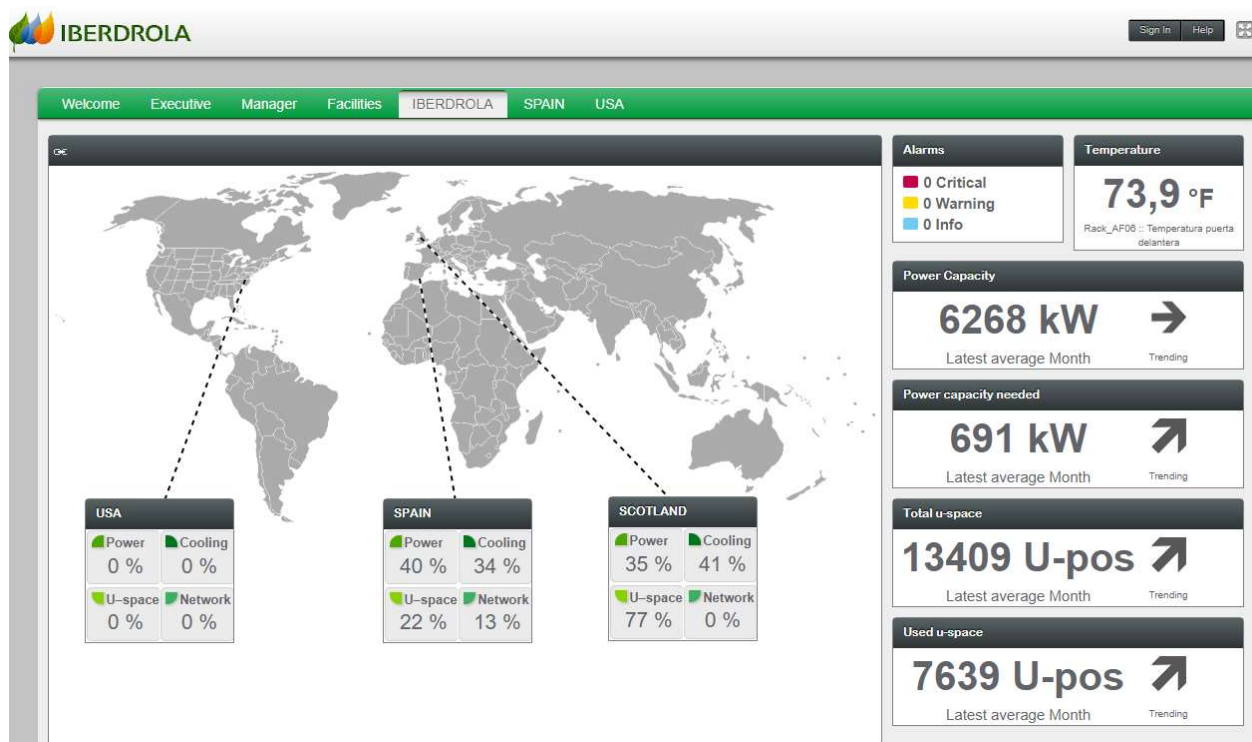 IBERDROLA
Sign In Help
Welcome Executive Manager Facilities IBERDROLA SPAIN USA
Alarms
0 Critical
0 Warning
0 Info
Temperature
73,9 °F
Rack_AF06 :: Temperatura puerta
delantera
Power Capacity
6268 kW
Latest average Month
Trending
Power capacity needed
691 kW
Latest average Month
Trending
Total u-space
13409 U-pos
Latest average Month
Trending
Used u-space
7639 U-pos
Latest average Month
Trending
USA
Power Cooling
0 % 0 %
U-space Network
0 % 0 %
SPAIN
Power Cooling
40 % 34 %
U-space Network
22 % 13 %
SCOTLAND
Power Cooling
35 % 41 %
U-space Network
77 % 0 %